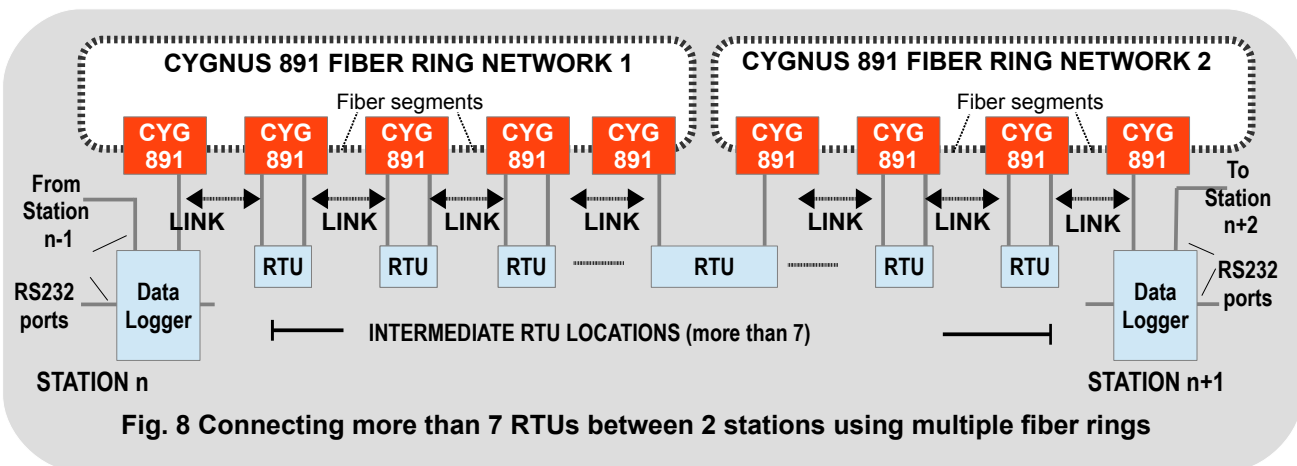 CYGNUS 891 FIBER RING NETWORK 1
CYGNUS 891 FIBER RING NETWORK 2
Fiber segments
Fiber segments
CYG
891
CYG
891
CYG
891
CYG
891
CYG
891
CYG
891
CYG
891
CYG
891
CYG
891
From
Station
n-1
To
Station
n+2
LINK
LINK
LINK
LINK
LINK
LINK
LINK
RTU
RTU
RTU
RTU
RTU
RTU
RS232
ports
Data
Logger
Data
Logger
RS232
ports
INTERMEDIATE RTU LOCATIONS (more than 7)
STATION n
STATION n+1
Fig. 8 Connecting more than 7 RTUs between 2 stations using multiple fiber rings